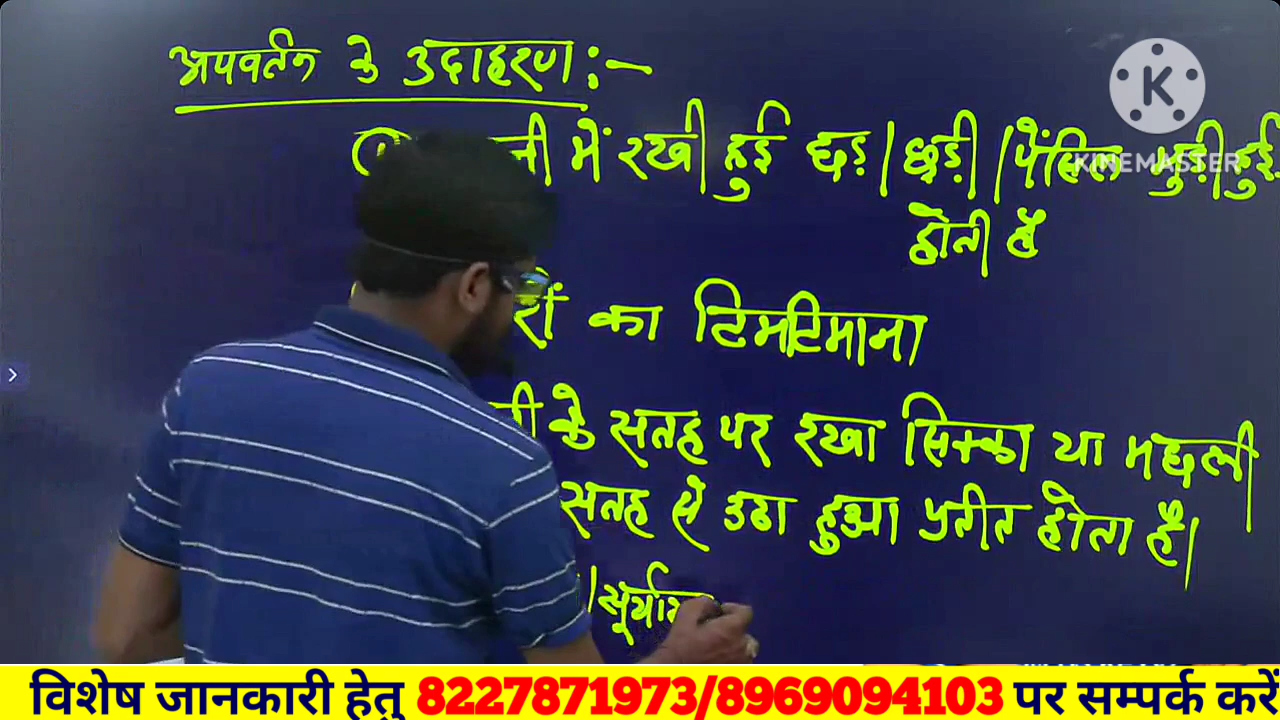 अपवर्तन के उदाहरण :-
में रखी हुई छड़ / छड़ी / पेंसिल मुड़ी हुई
होती है
का टिमटिमाना
के सतह पर रखा सिक्का या मछली
सतह से उठा हुआ प्रतीत होता है।
KINEMASTER
विशेष जानकारी हेतु 8227871973/8969094103 पर सम्पर्क करें